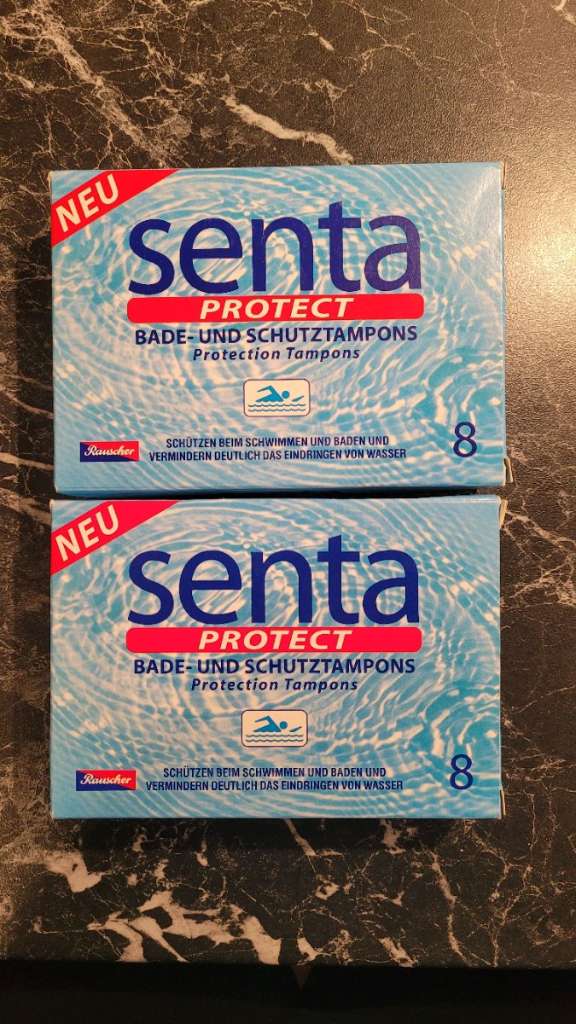 NEU
senta
PROTECT
BADE- UND SCHUTZTAMPONS
Protection Tampons
Rauscher
SCHÜTZEN BEIM SCHWIMMEN UND BADEN UND
VERMINDERN DEUTLICH DAS EINDRINGEN VON WASSER
8
NEU
senta
PROTECT
BADE- UND SCHUTZTAMPONS
Protection Tampons
Rauscher
SCHÜTZEN BEIM SCHWIMMEN UND BADEN UND
VERMINDERN DEUTLICH DAS EINDRINGEN VON WASSER
8